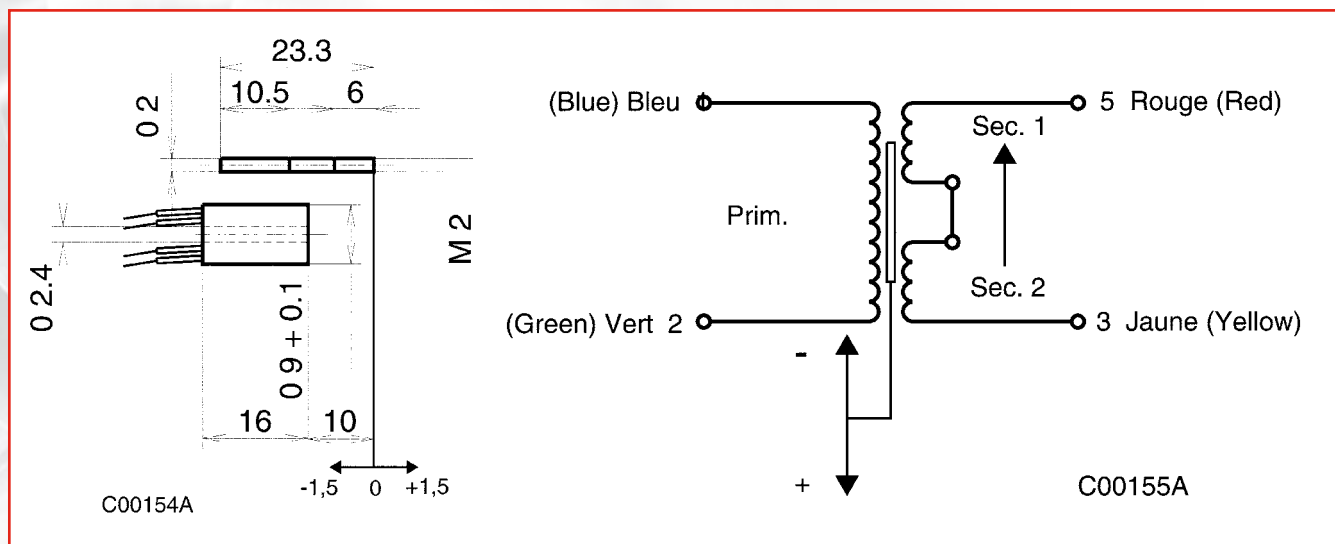 23.3
10.5 6
0 2
0 2.4
M 2
0 9 + 0.1
16 10
-1,5 0 +1,5
C00154A
(Blue) Bleu
5 Rouge (Red)
Sec. 1
Prim.
Sec. 2
(Green) Vert 2
3 Jaune (Yellow)
-
+
C00155A